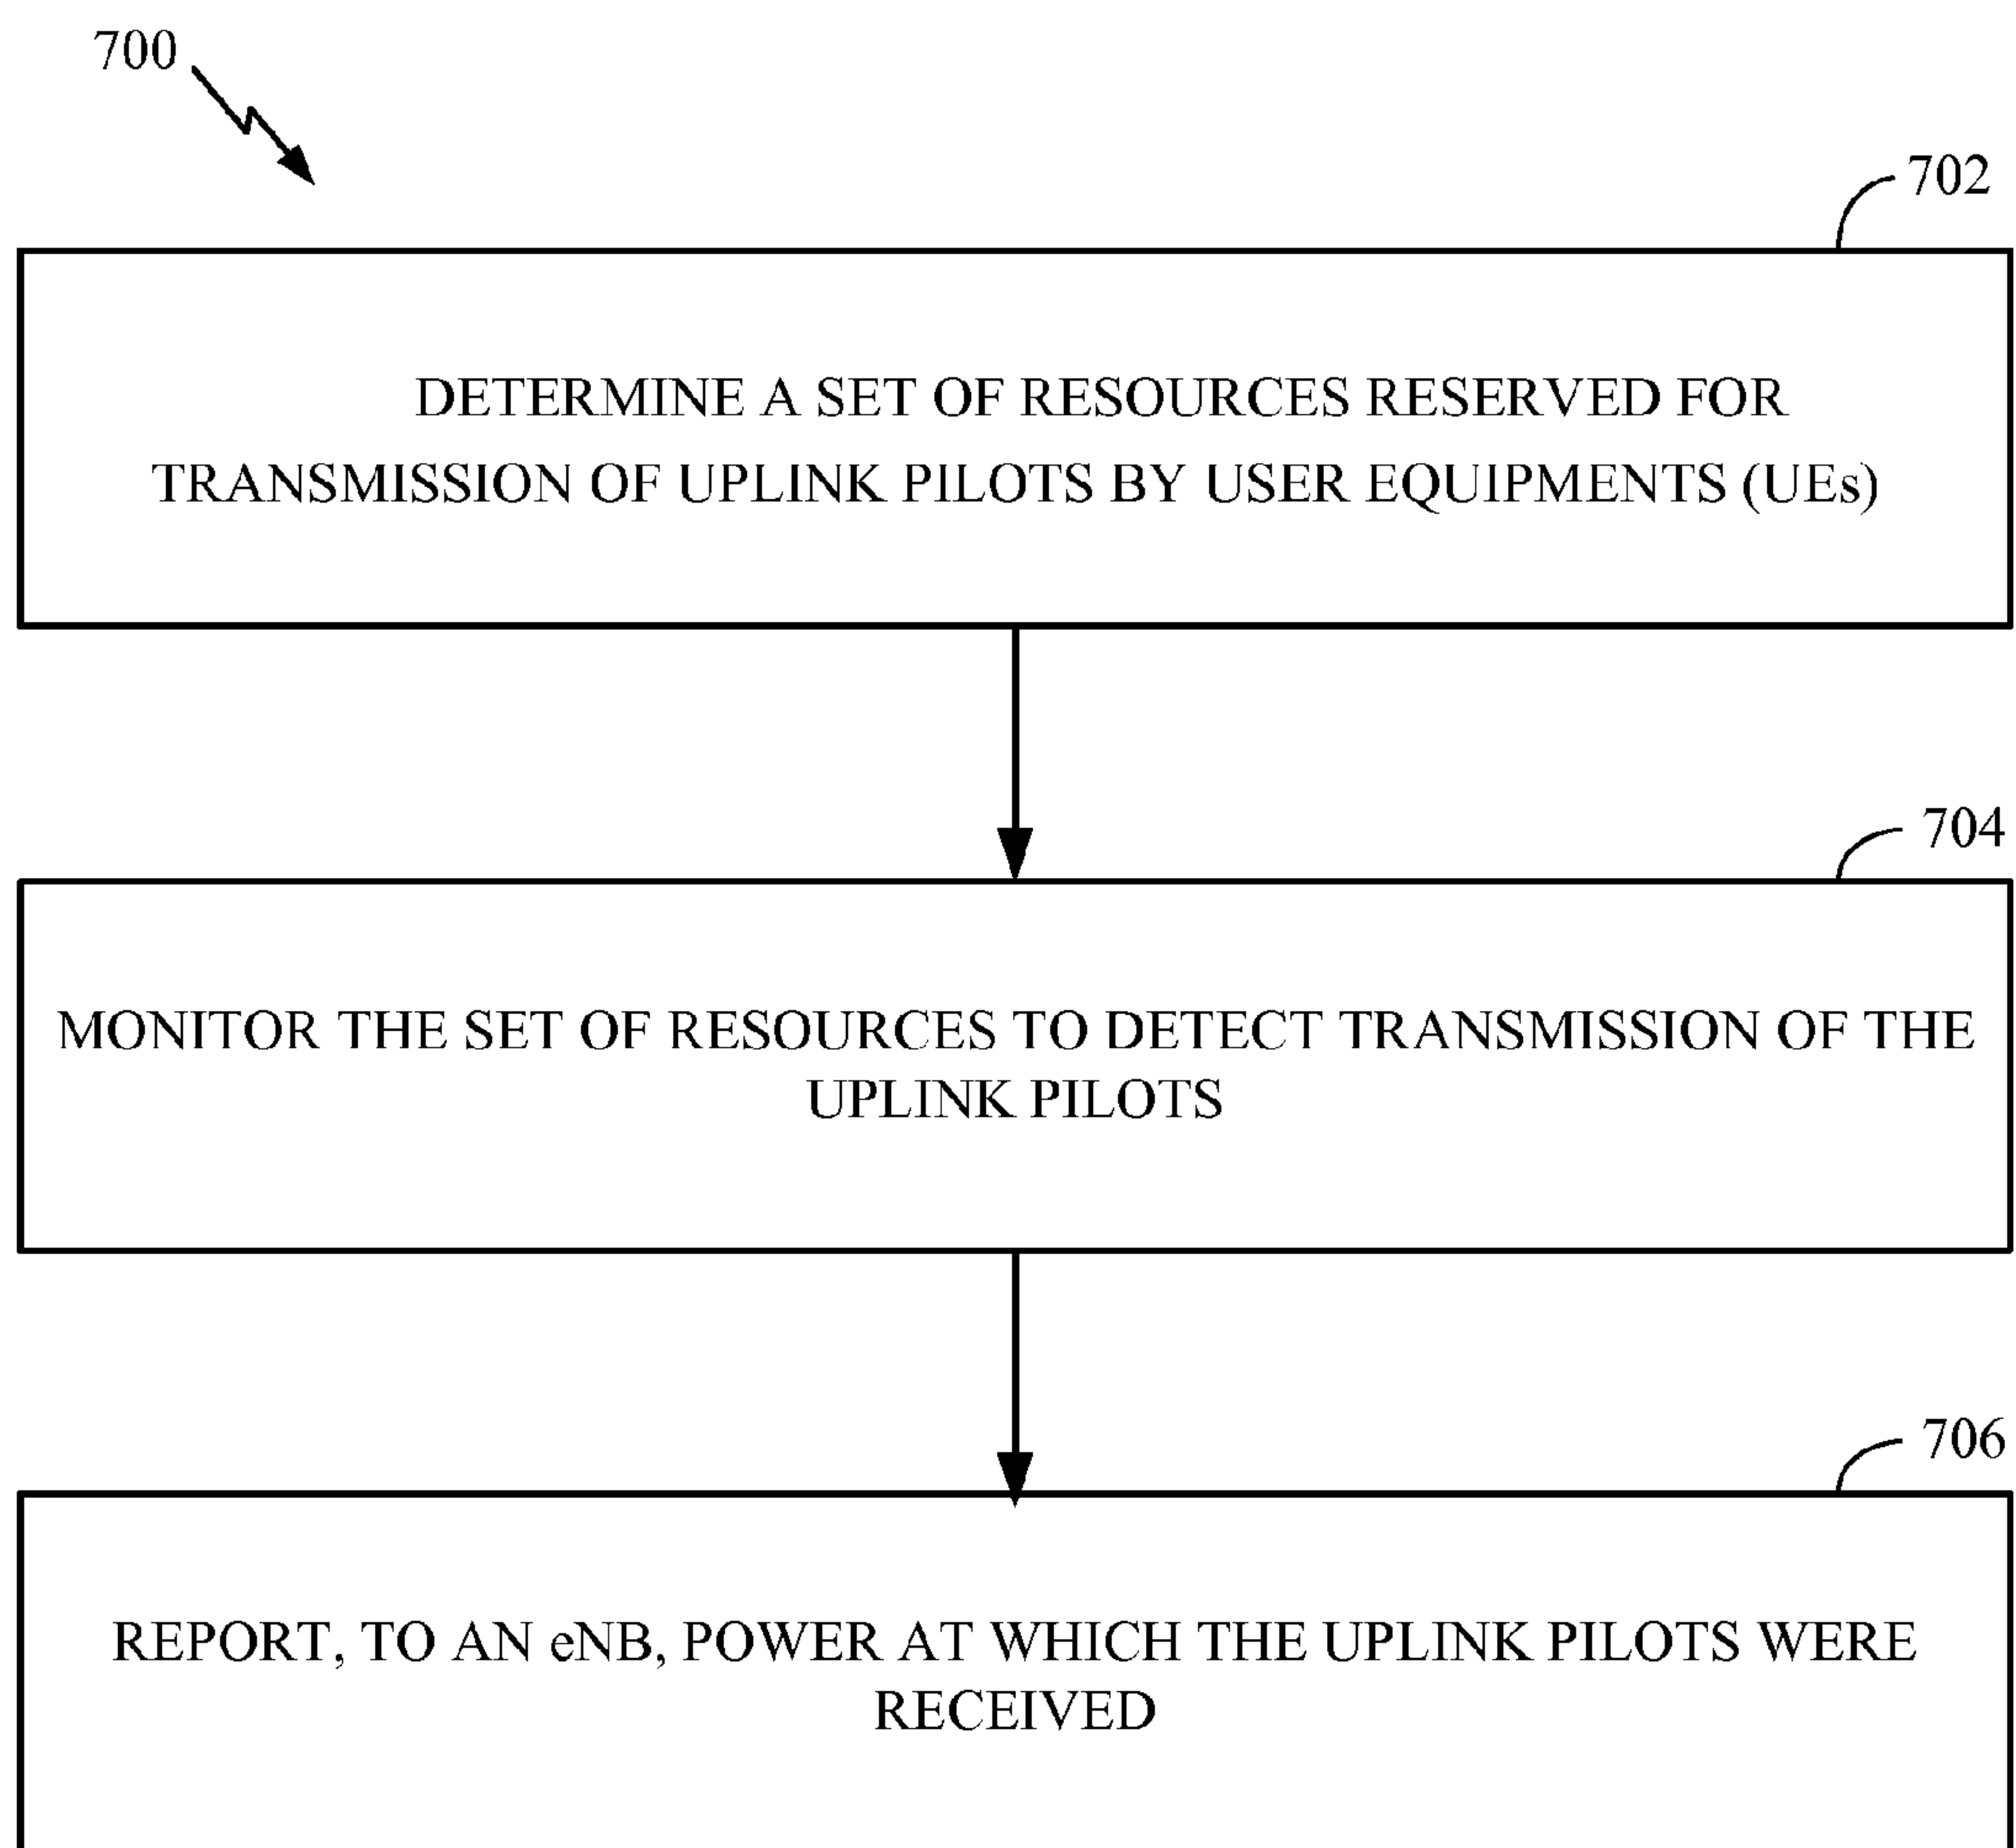 700
702
DETERMINE A SET OF RESOURCES RESERVED FOR
TRANSMISSION OF UPLINK PILOTS BY USER EQUIPMENTS (UEs)
704
MONITOR THE SET OF RESOURCES TO DETECT TRANSMISSION OF THE
UPLINK PILOTS
706
REPORT, TO AN eNB, POWER AT WHICH THE UPLINK PILOTS WERE
RECEIVED